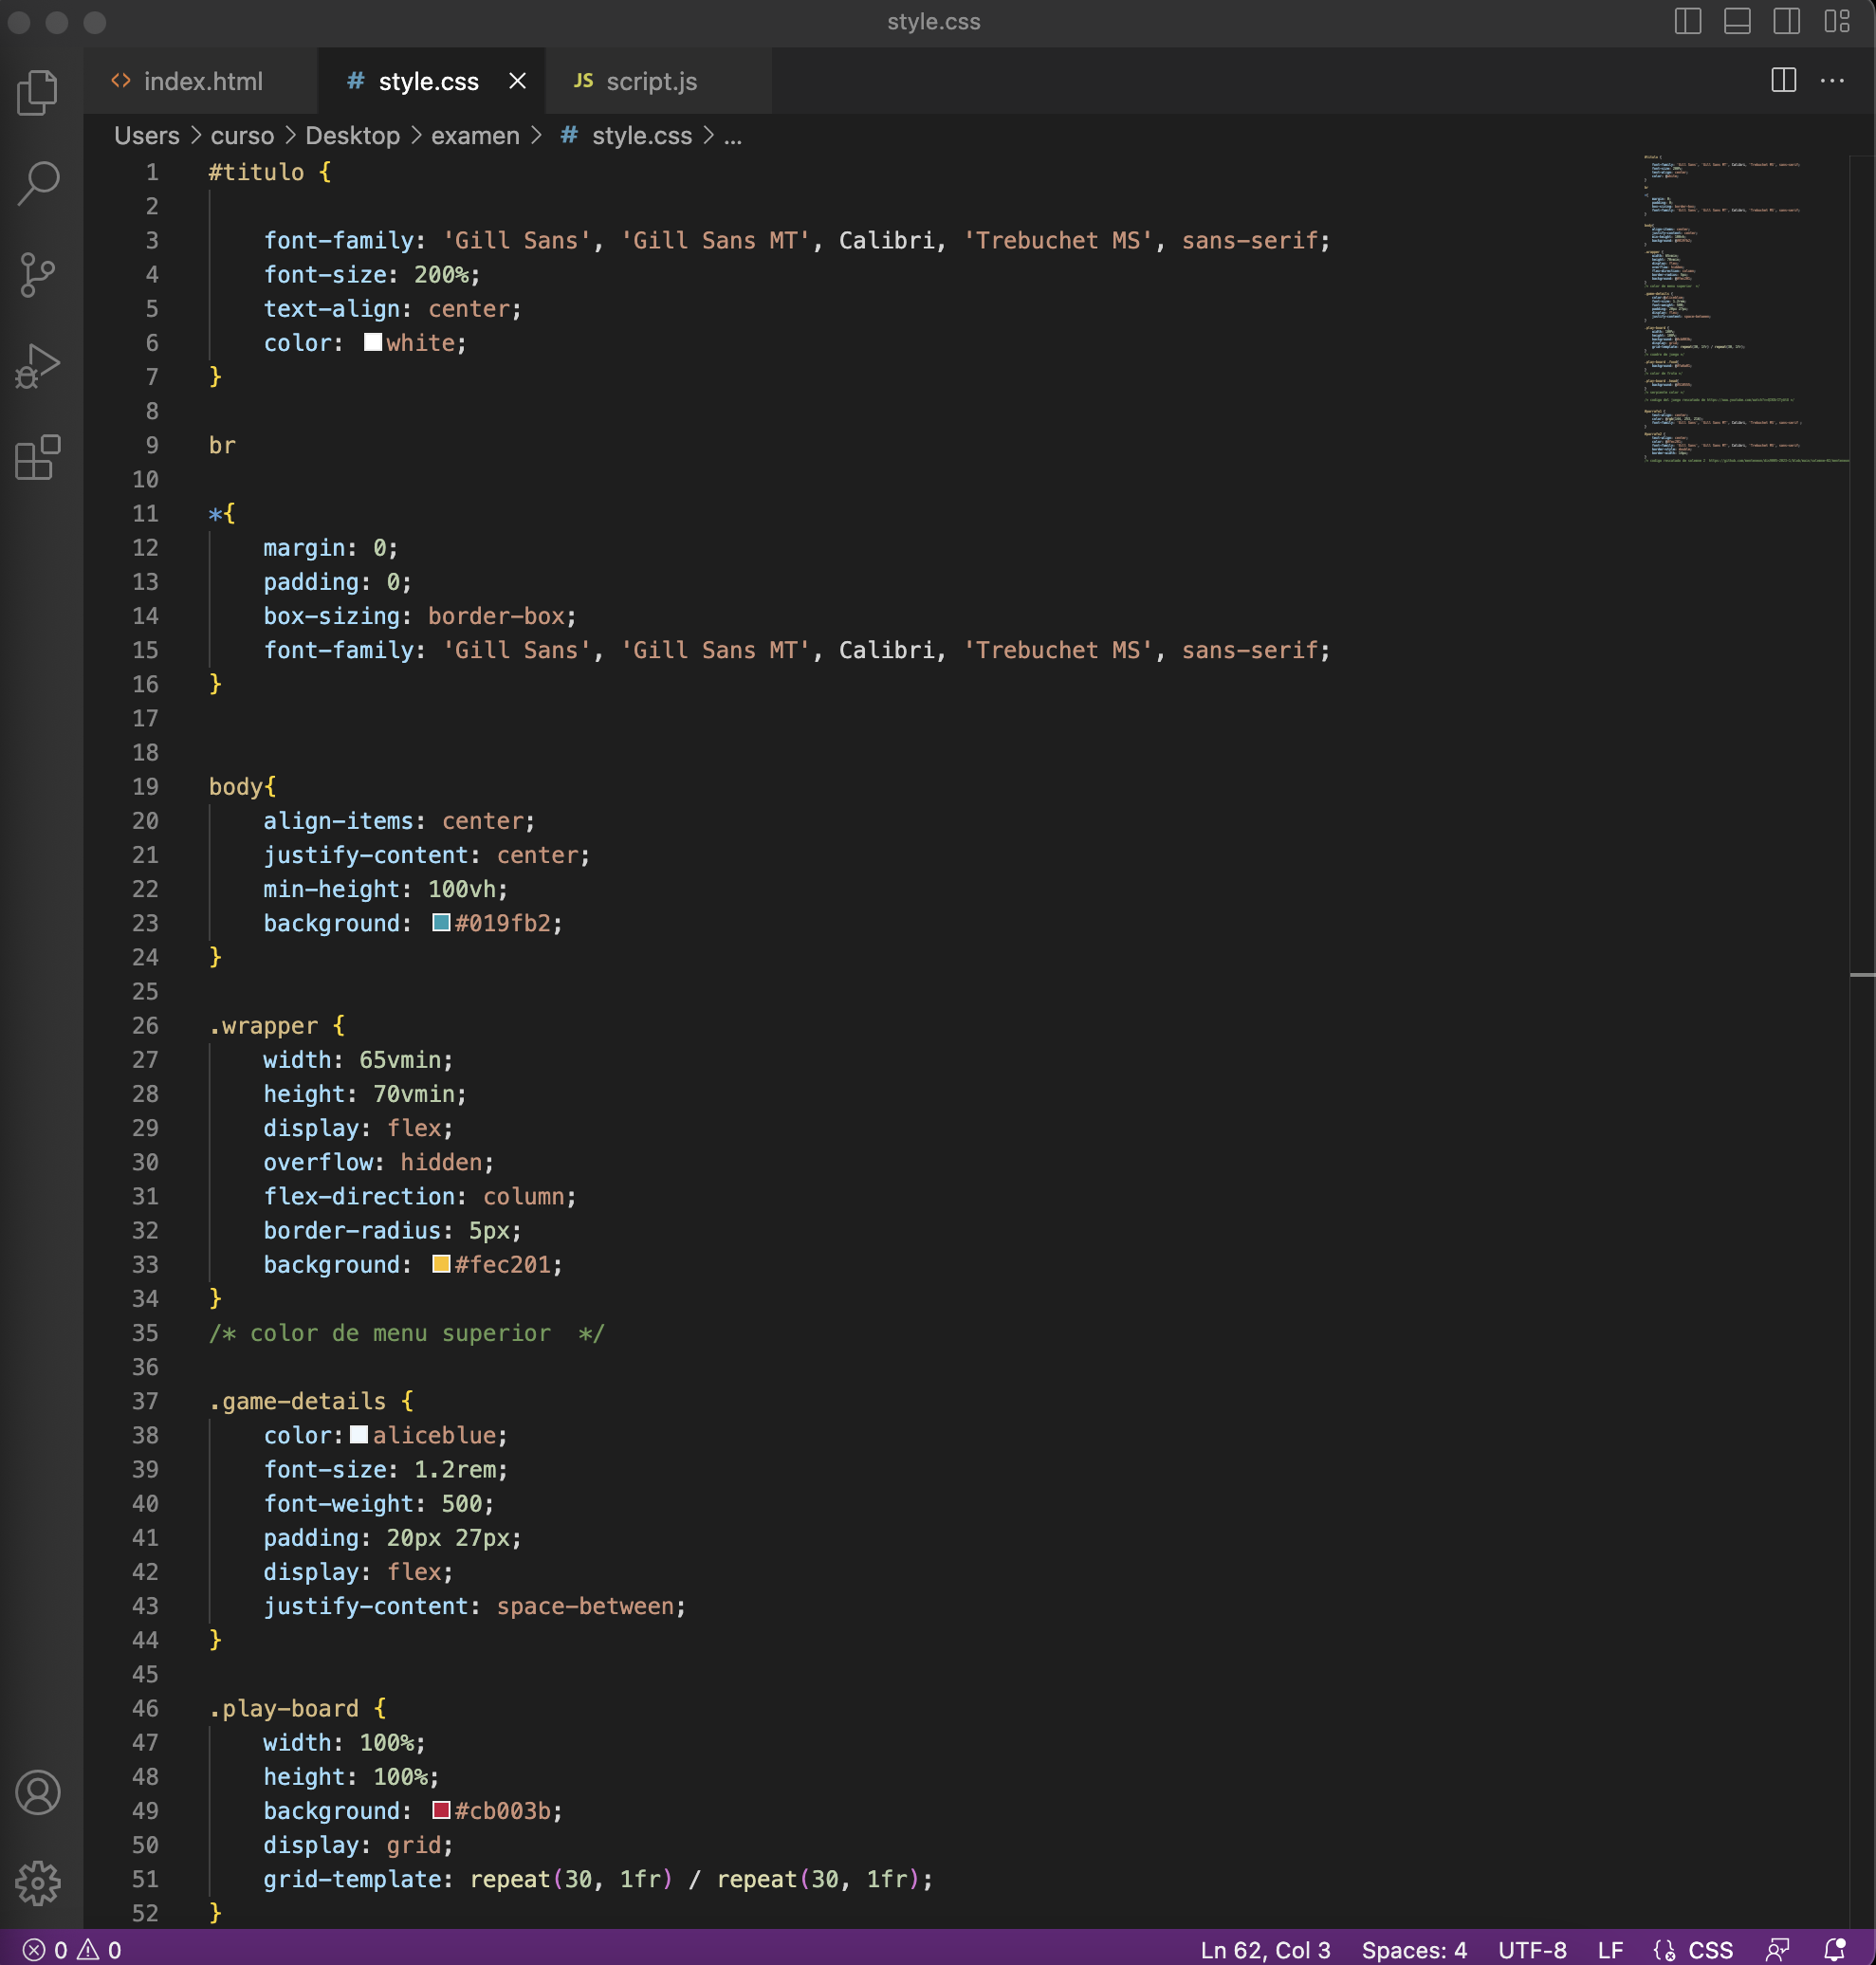 style.css
index.html
# style.css
JS script.js
Users > curso > Desktop > examen > # style.css > ...
1 #titulo {
2
3 font-family: 'Gill Sans', 'Gill Sans MT', Calibri, 'Trebuchet MS', sans-serif;
4 font-size: 200%;
5 text-align: center;
6 color: white;
7 }
8
9 br
10
11 *{
12 margin: 0;
13 padding: 0;
14 box-sizing: border-box;
15 font-family: 'Gill Sans', 'Gill Sans MT', Calibri, 'Trebuchet MS', sans-serif;
16 }
17
18
19 body{
20 align-items: center;
21 justify-content: center;
22 min-height: 100vh;
23 background: #019fb2;
24 }
25
26 .wrapper {
27 width: 65vmin;
28 height: 70vmin;
29 display: flex;
30 overflow: hidden;
31 flex-direction: column;
32 border-radius: 5px;
33 background: #fec201;
34 }
35 /* color de menu superior  */
36
37 .game-details {
38 color:aliceblue;
39 font-size: 1.2rem;
40 font-weight: 500;
41 padding: 20px 27px;
42 display: flex;
43 justify-content: space-between;
44 }
45
46 .play-board {
47 width: 100%;
48 height: 100%;
49 background: #cb003b;
50 display: grid;
51 grid-template: repeat(30, 1fr) / repeat(30, 1fr);
52 }
0 0 Ln 62, Col 3 Spaces: 4 UTF-8 LF CSS